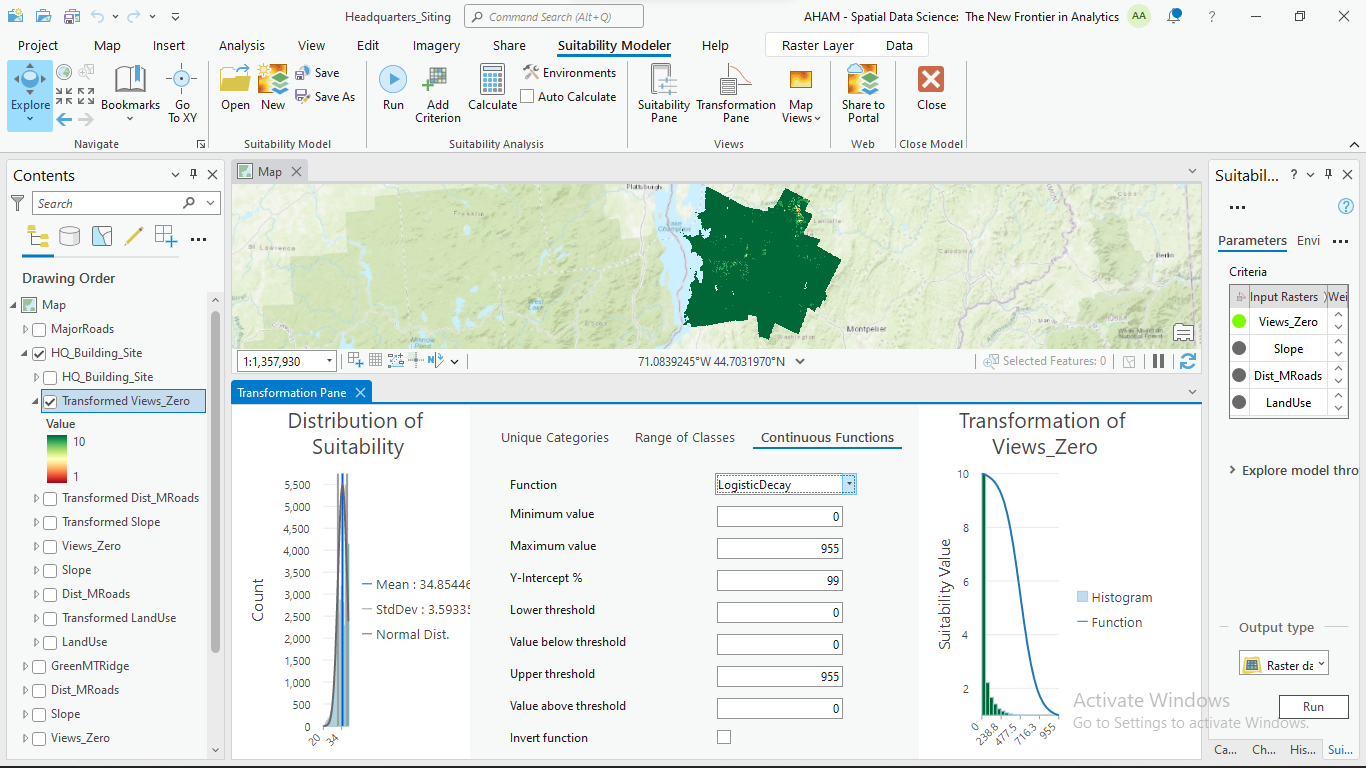 Headquarters_Siting
Command Search (Alt+Q)
AHAM - Spatial Data Science: The New Frontier in Analytics
AA
?
Project
Map
Insert
Analysis
View
Edit
Imagery
Share
Suitability Modeler
Help
Raster Layer
Data
Explore
Bookmarks
Go
To XY
Navigate
Open
New
Save
Save As
Suitability Model
Run
Add
Criterion
Calculate
Environments
Auto Calculate
Suitability Analysis
Suitability
Pane
Transformation
Pane
Map
Views
Views
Share to
Portal
Web
Close
Close Model
Contents
Search
Drawing Order
Map
MajorRoads
HQ_Building_Site
HQ_Building_Site
Transformed Views_Zero
Value
10
1
Transformed Dist_MRoads
Transformed Slope
Views_Zero
Slope
Dist_MRoads
Transformed LandUse
LandUse
GreenMTRidge
Dist_MRoads
Slope
Views_Zero
Map
Plattsburgh
Franklin
St Lawrence
Lake
Champlain
Lamoille
Caledonia
Berlin
Essex
Montpelier
Washington
1:1,357,930
71.0839245°W 44.7031970°N
Selected Features: 0
Transformation Pane
Distribution of
Suitability
Count
5,500
5,000
4,500
4,000
3,500
3,000
2,500
2,000
1,500
1,000
500
0
20
34
Mean : 34.85446
StdDev : 3.59335
Normal Dist.
Unique Categories
Range of Classes
Continuous Functions
Function
LogisticDecay
Minimum value
0
Maximum value
955
Y-Intercept %
99
Lower threshold
0
Value below threshold
0
Upper threshold
955
Value above threshold
0
Invert function
Transformation of
Views_Zero
Suitability Value
10
8
6
4
2
0
238.8
477.5
716.3
955
Histogram
Function
Suitabil...
?
...
?
Parameters
Envi
...
Criteria
Input Rasters
Wei
Views_Zero
Slope
Dist_MRoads
LandUse
Explore model thro
Output type
Raster da
Run
Activate Windows
Go to Settings to activate Windows.
Ca...
Ch...
His...
Sui...